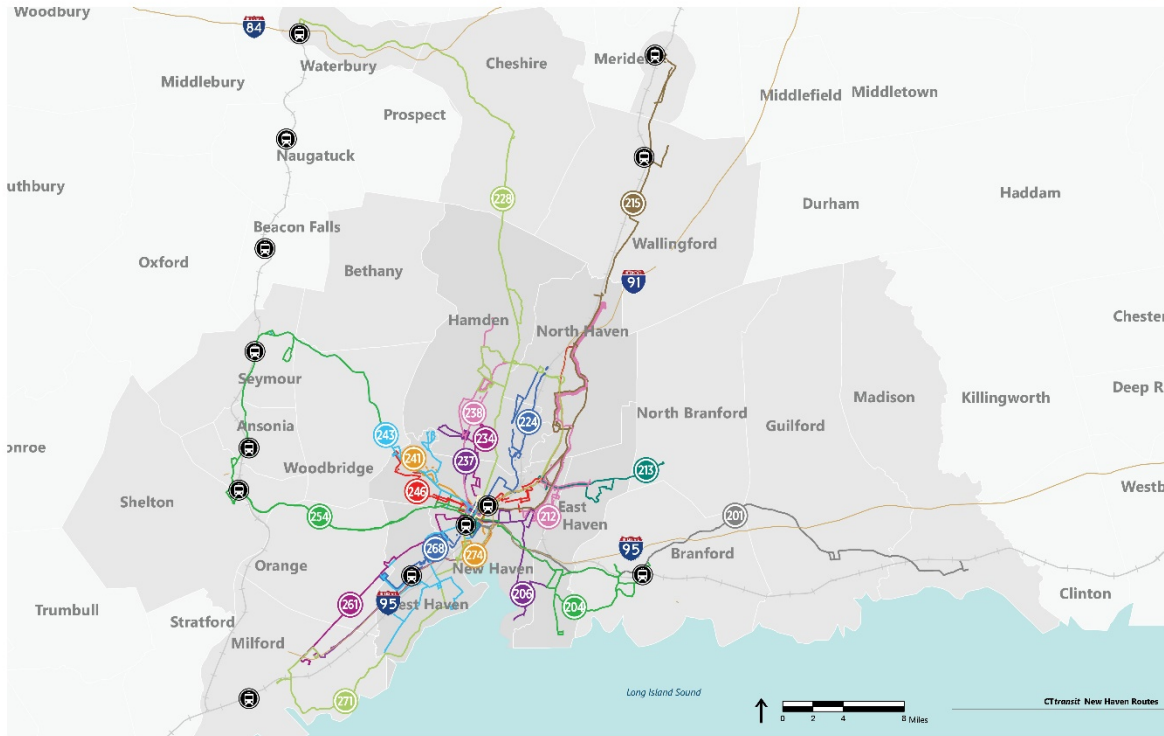 Woodbury
84
Waterbury
Cheshire
Meriden
Middlebury
Prospect
Middlefield
Middletown
Naugatuck
uthbury
228
215
Durham
Haddam
Beacon Falls
Wallingford
Oxford
Bethany
91
Hamden
North Haven
Chester
Seymour
Deep R
238
North Branford
Madison
Killingworth
Ansonia
243
234
224
Guilford
onroe
241
237
Woodbridge
213
Shelton
246
Westb
254
212
East
Haven
201
268
274
95
Branford
Orange
New Haven
Clinton
Trumbull
261
95
est Haven
206
204
Stratford
Milford
271
Long Island Sound
0 2 4 8 Miles
CTtransit New Haven Routes